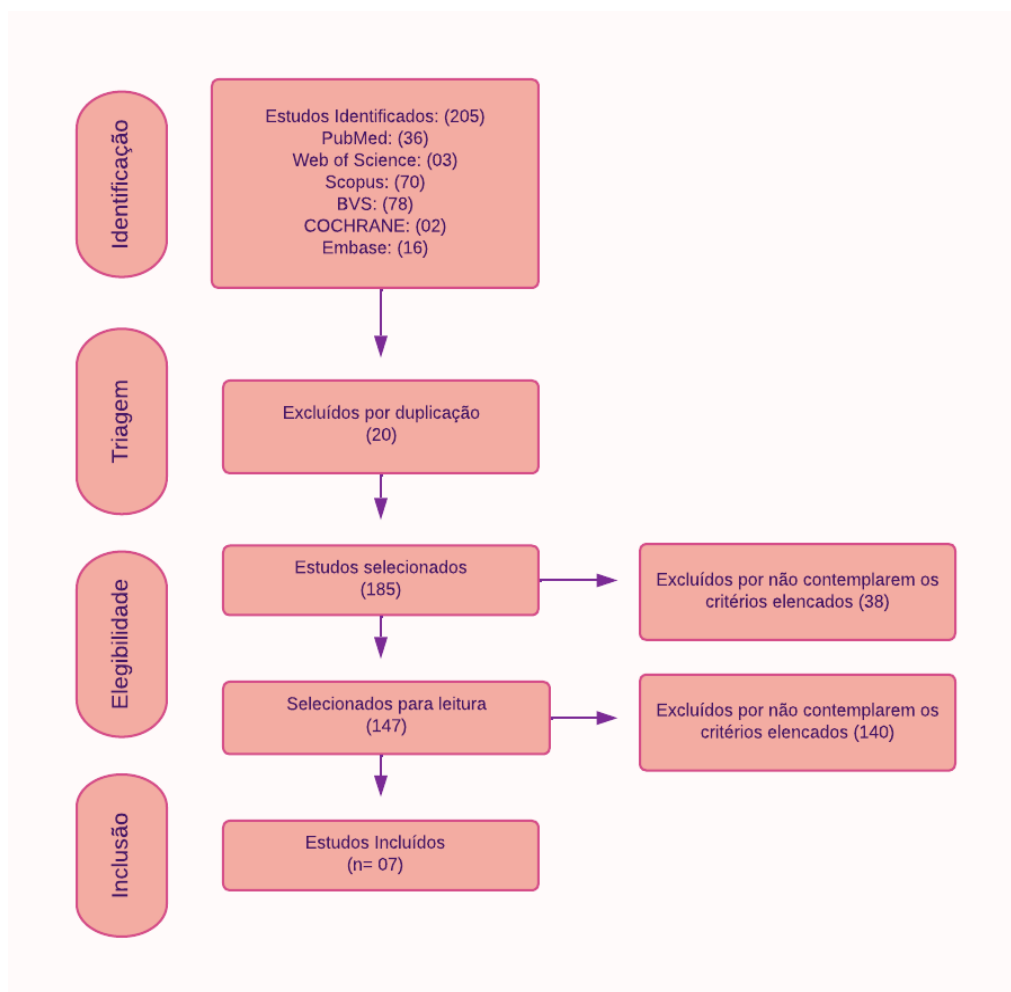 Identificação
Estudos Identificados: (205)
PubMed: (36)
Web of Science: (03)
Scopus: (70)
BVS: (78)
COCHRANE: (02)
Embase: (16)
Triagem
Excluídos por duplicação
(20)
Elegibilidade
Estudos selecionados
(185)
Excluídos por não contemplarem os
critérios elencados (38)
Selecionados para leitura
(147)
Excluídos por não contemplarem os
critérios elencados (140)
Inclusão
Estudos Incluídos
(n= 07)